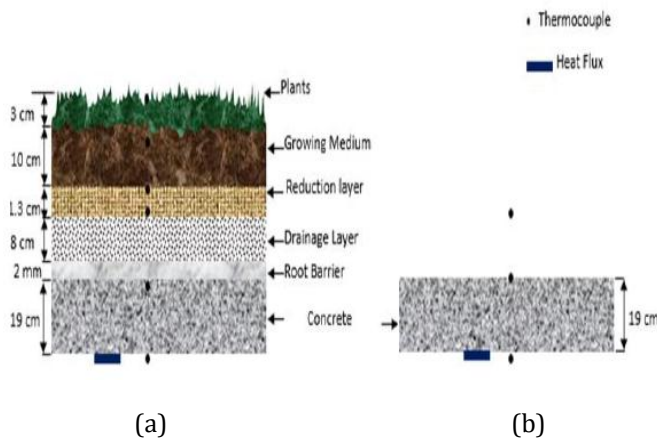 Thermocouple
Heat Flux
Plants
3 cm
Growing Medium
10 cm
Reduction layer
1.3 cm
Drainage Layer
8 cm
Root Barrier
2 mm
19 cm
Concrete
19 cm
(a)
(b)